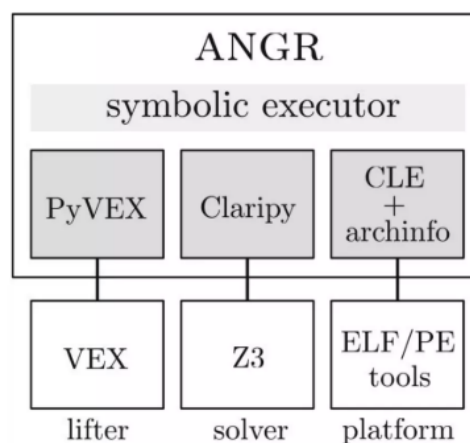 ANGR
symbolic executor
PyVEX
Claripy
CLE
+
archinfo
VEX
Z3
ELF/PE
tools
lifter
solver
platform